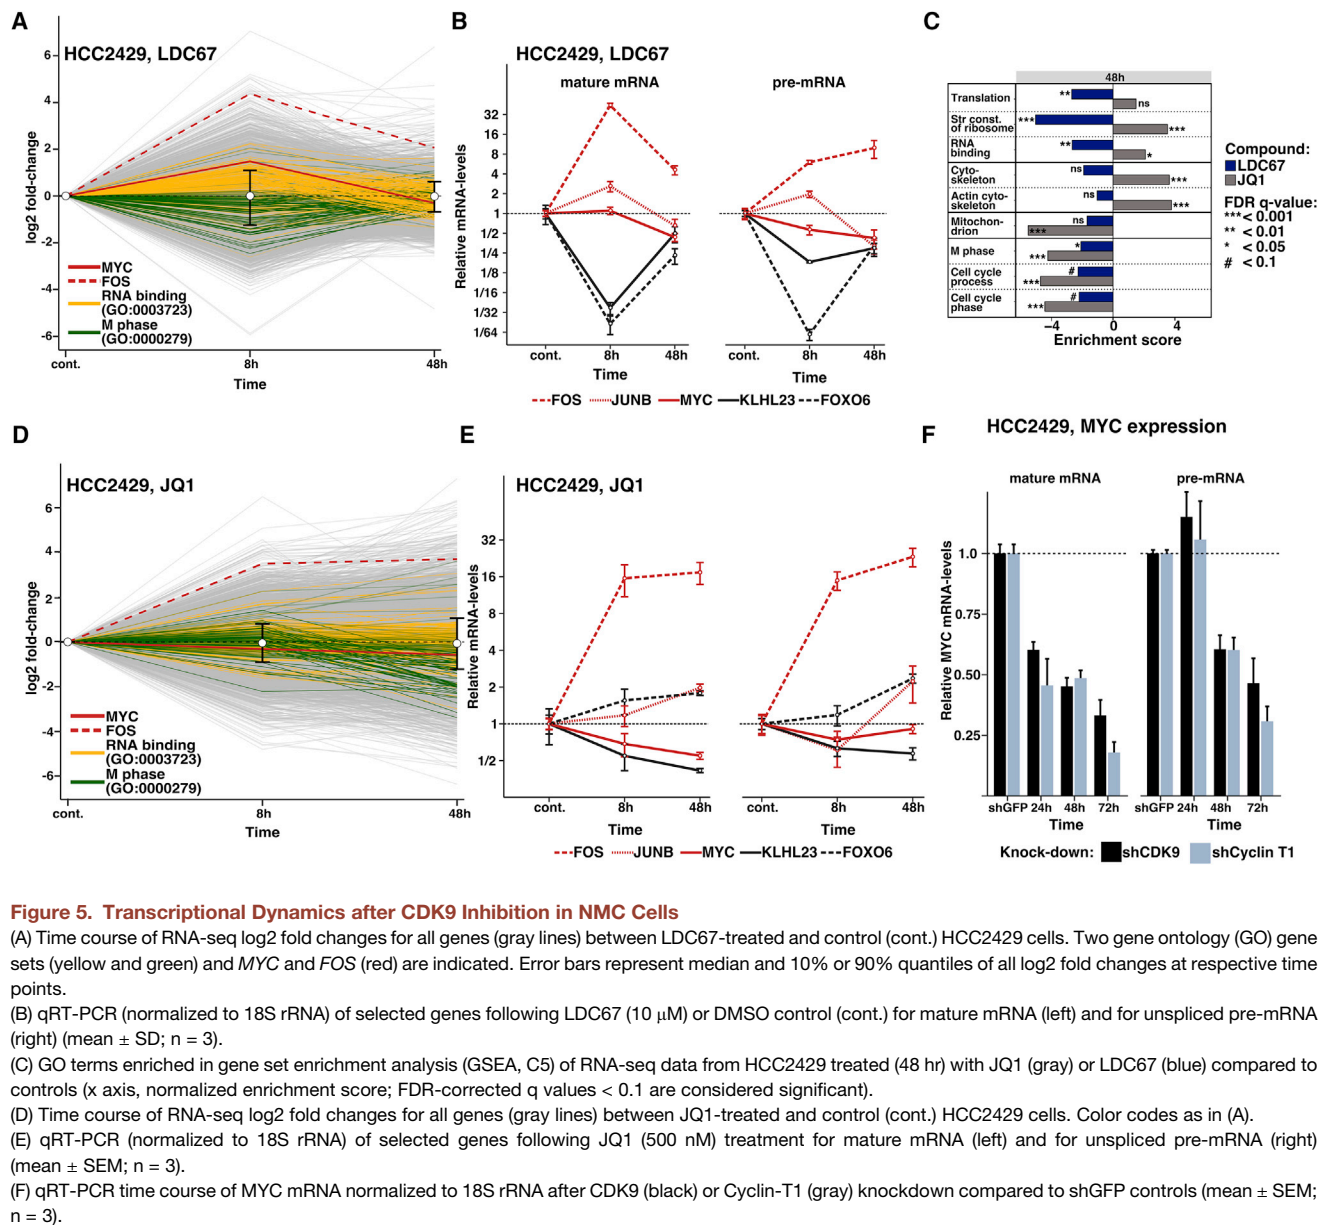 A
HCC2429, LDC67
log2 fold-change
6
4
2
0
-2
-4
-6
MYC
FOS
RNA binding
(GO:0003723)
M phase
(GO:0000279)
cont.
8h
48h
Time
B
HCC2429, LDC67
mature mRNA
pre-mRNA
Relative mRNA-levels
32
16
8
4
2
1
1/2
1/4
1/8
1/16
1/32
1/64
cont.
8h
48h
cont.
8h
48h
Time
Time
FOS
JUNB
MYC
KLHL23
FOXO6
C
48h
Translation
** ns
Str const.
of ribosome
*** ***
RNA
binding
** *
Cyto-
skeleton
ns ***
Actin cyto-
skeleton
ns ***
Mitochon-
drion
ns ***
M phase
* ***
Cell cycle
process
# ***
Cell cycle
phase
# ***
−4 0 4
Enrichment score
Compound:
LDC67
JQ1
FDR q-value:
*** < 0.001
** < 0.01
* < 0.05
# < 0.1
D
HCC2429, JQ1
log2 fold-change
6
4
2
0
-2
-4
-6
MYC
FOS
RNA binding
(GO:0003723)
M phase
(GO:0000279)
cont.
8h
48h
Time
E
HCC2429, JQ1
Relative mRNA-levels
32
16
8
4
2
1
1/2
cont.
8h
48h
cont.
8h
48h
Time
Time
FOS
JUNB
MYC
KLHL23
FOXO6
F
HCC2429, MYC expression
mature mRNA
pre-mRNA
Relative MYC mRNA-levels
1.0
0.75
0.50
0.25
shGFP 24h 48h 72h
shGFP 24h 48h 72h
Time
Time
Knock-down: shCDK9 shCyclin T1
Figure 5. Transcriptional Dynamics after CDK9 Inhibition in NMC Cells
(A) Time course of RNA-seq log2 fold changes for all genes (gray lines) between LDC67-treated and control (cont.) HCC2429 cells. Two gene ontology (GO) gene
sets (yellow and green) and MYC and FOS (red) are indicated. Error bars represent median and 10% or 90% quantiles of all log2 fold changes at respective time
points.
(B) qRT-PCR (normalized to 18S rRNA) of selected genes following LDC67 (10 μM) or DMSO control (cont.) for mature mRNA (left) and for unspliced pre-mRNA
(right) (mean ± SD; n = 3).
(C) GO terms enriched in gene set enrichment analysis (GSEA, C5) of RNA-seq data from HCC2429 treated (48 hr) with JQ1 (gray) or LDC67 (blue) compared to
controls (x axis, normalized enrichment score; FDR-corrected q values < 0.1 are considered significant).
(D) Time course of RNA-seq log2 fold changes for all genes (gray lines) between JQ1-treated and control (cont.) HCC2429 cells. Color codes as in (A).
(E) qRT-PCR (normalized to 18S rRNA) of selected genes following JQ1 (500 nM) treatment for mature mRNA (left) and for unspliced pre-mRNA (right)
(mean ± SEM; n = 3).
(F) qRT-PCR time course of MYC mRNA normalized to 18S rRNA after CDK9 (black) or Cyclin-T1 (gray) knockdown compared to shGFP controls (mean ± SEM;
n = 3).